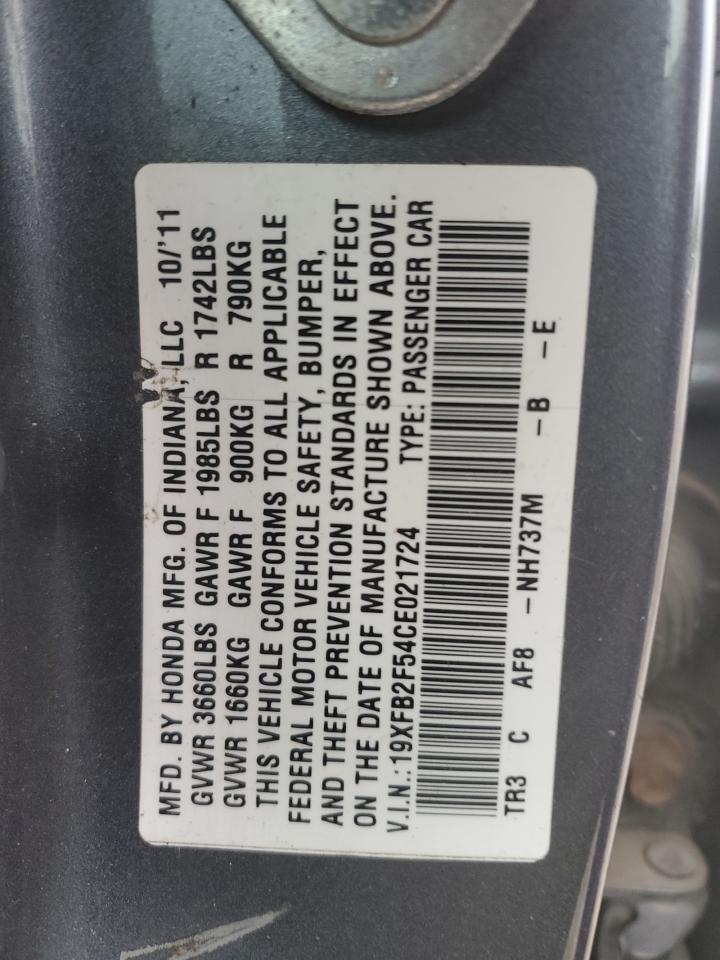 MFD. BY HONDA MFG. OF INDIANA, LLC 10/'11
GVWR 3660LBS GAWR F 1985LBS R 1742LBS
GVWR 1660KG GAWR F 900KG R 790KG
THIS VEHICLE CONFORMS TO ALL APPLICABLE
FEDERAL MOTOR VEHICLE SAFETY, BUMPER,
AND THEFT PREVENTION STANDARDS IN EFFECT
ON THE DATE OF MANUFACTURE SHOWN ABOVE.
V.I.N.:19XFB2F54CE021724 TYPE: PASSENGER CAR
TR3 C AF8 -NH737M -B -E